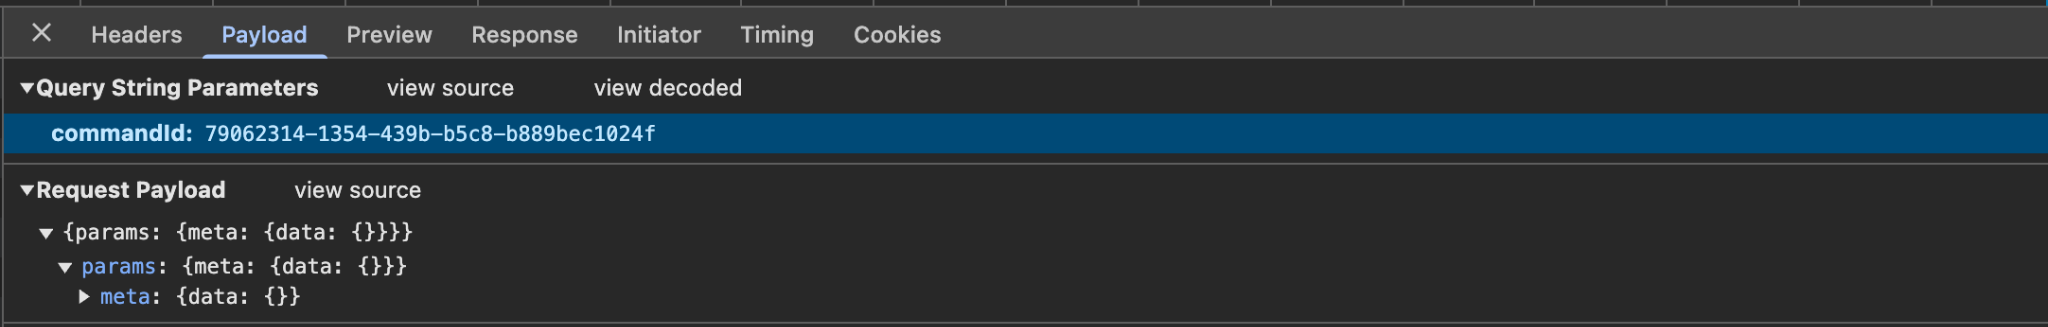 Headers Payload Preview Response Initiator Timing Cookies
Query String Parameters view source view decoded
commandId: 79062314-1354-439b-b5c8-b889bec1024f
Request Payload view source
{params: {meta: {data: {}}}}
params: {meta: {data: {}}}
meta: {data: {}}